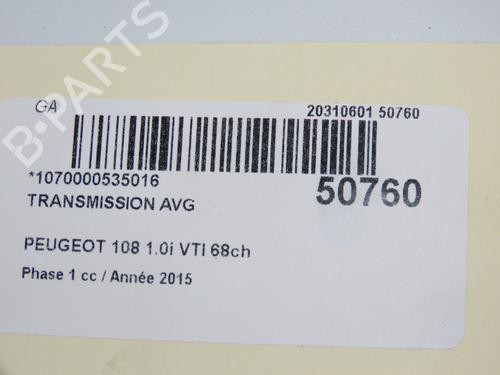 GA
20310601 50760
*1070000535016
50760
TRANSMISSION AVG
PEUGEOT 108 1.0i VTI 68ch
Phase 1 cc / Année 2015
B-PARTS